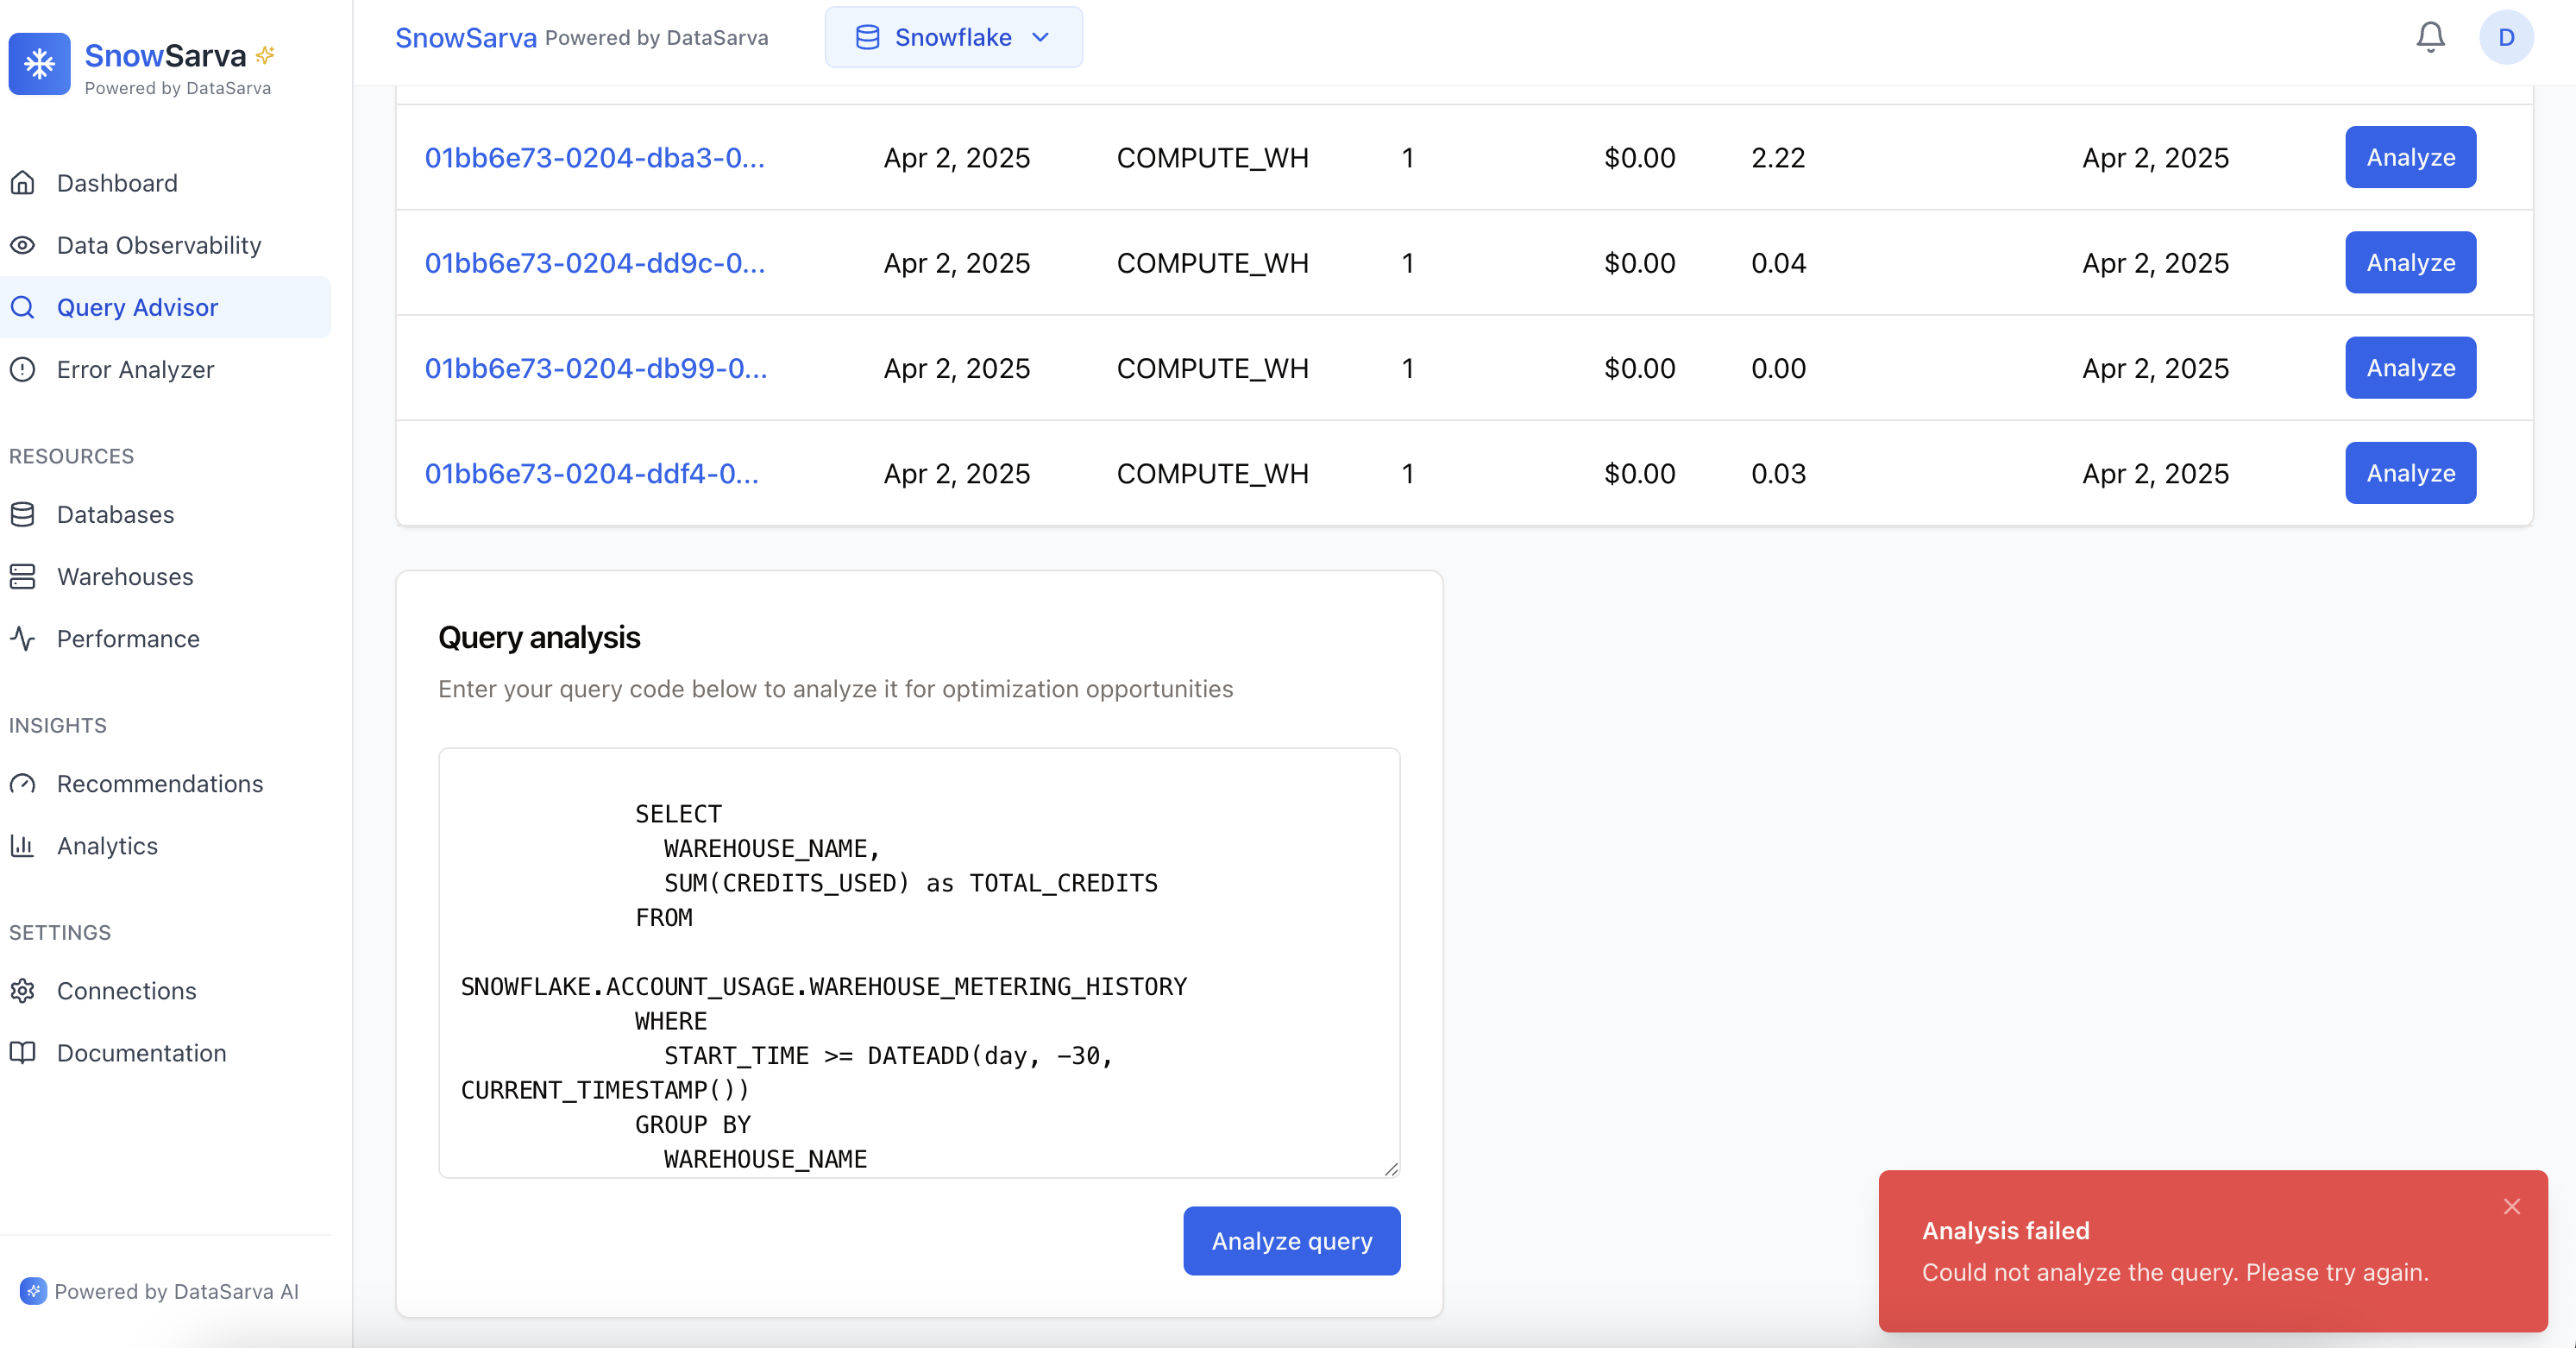 SnowSarva
Powered by DataSarva
Dashboard
Data Observability
Query Advisor
Error Analyzer
RESOURCES
Databases
Warehouses
Performance
INSIGHTS
Recommendations
Analytics
SETTINGS
Connections
Documentation
Powered by DataSarva AI
SnowSarva Powered by DataSarva
Snowflake
D
01bb6e73-0204-dba3-0... Apr 2, 2025 COMPUTE_WH 1 $0.00 2.22 Apr 2, 2025 Analyze
01bb6e73-0204-dd9c-0... Apr 2, 2025 COMPUTE_WH 1 $0.00 0.04 Apr 2, 2025 Analyze
01bb6e73-0204-db99-0... Apr 2, 2025 COMPUTE_WH 1 $0.00 0.00 Apr 2, 2025 Analyze
01bb6e73-0204-ddf4-0... Apr 2, 2025 COMPUTE_WH 1 $0.00 0.03 Apr 2, 2025 Analyze
Query analysis
Enter your query code below to analyze it for optimization opportunities
SELECT
WAREHOUSE_NAME,
SUM(CREDITS_USED) as TOTAL_CREDITS
FROM
SNOWFLAKE.ACCOUNT_USAGE.WAREHOUSE_METERING_HISTORY
WHERE
START_TIME >= DATEADD(day, -30,
CURRENT_TIMESTAMP())
GROUP BY
WAREHOUSE_NAME
Analyze query
Analysis failed
Could not analyze the query. Please try again.